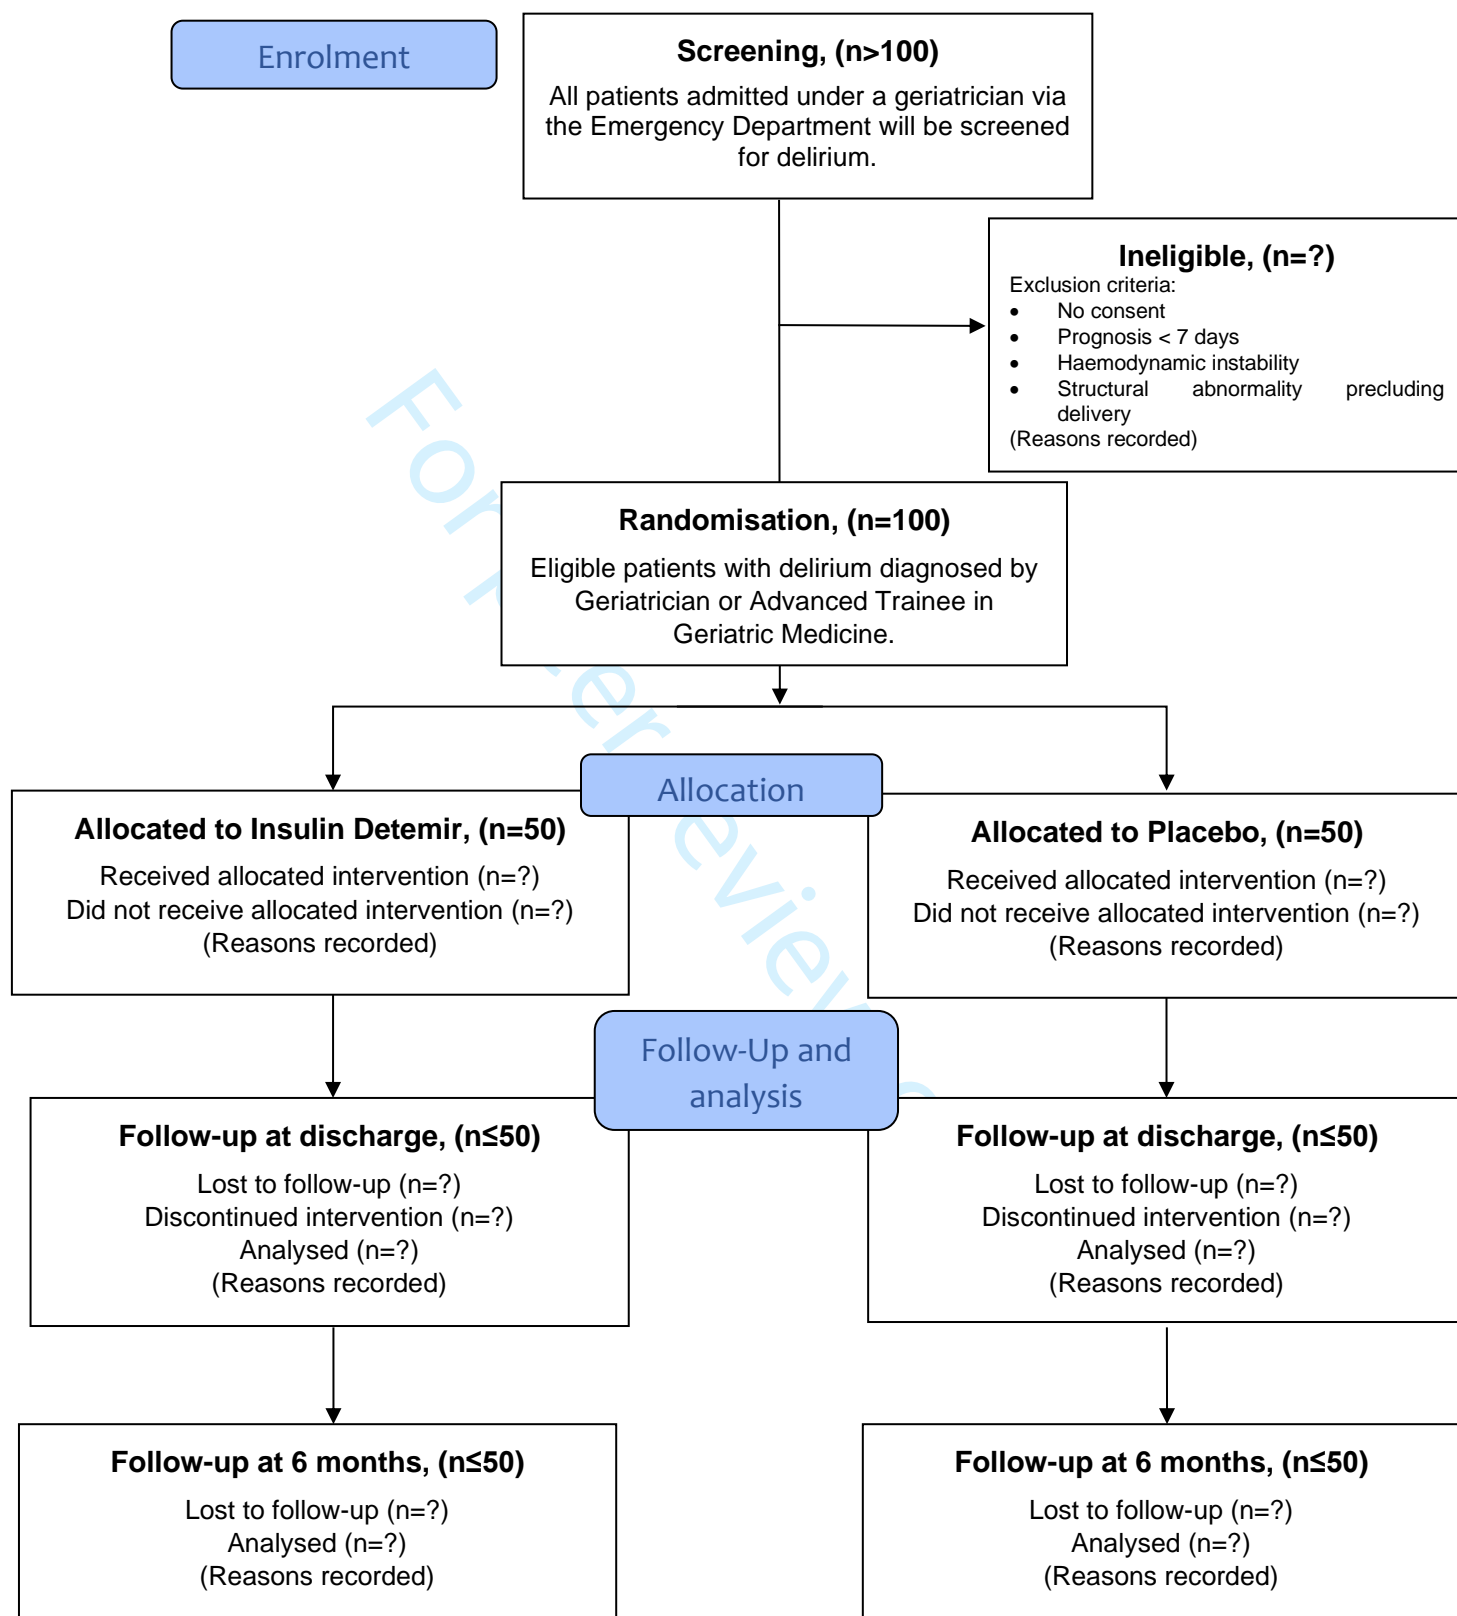 Enrolment
Screening, (n>100)
All patients admitted under a geriatrician via
the Emergency Department will be screened
for delirium.
Ineligible, (n=?)
Exclusion criteria:
• No consent
• Prognosis < 7 days
• Haemodynamic instability
• Structural abnormality precluding
delivery
(Reasons recorded)
Randomisation, (n=100)
Eligible patients with delirium diagnosed by
Geriatrician or Advanced Trainee in
Geriatric Medicine.
Allocation
Allocated to Insulin Detemir, (n=50)
Received allocated intervention (n=?)
Did not receive allocated intervention (n=?)
(Reasons recorded)
Allocated to Placebo, (n=50)
Received allocated intervention (n=?)
Did not receive allocated intervention (n=?)
(Reasons recorded)
Follow-Up and
analysis
Follow-up at discharge, (n≤50)
Lost to follow-up (n=?)
Discontinued intervention (n=?)
Analysed (n=?)
(Reasons recorded)
Follow-up at discharge, (n≤50)
Lost to follow-up (n=?)
Discontinued intervention (n=?)
Analysed (n=?)
(Reasons recorded)
Follow-up at 6 months, (n≤50)
Lost to follow-up (n=?)
Analysed (n=?)
(Reasons recorded)
Follow-up at 6 months, (n≤50)
Lost to follow-up (n=?)
Analysed (n=?)
(Reasons recorded)
For